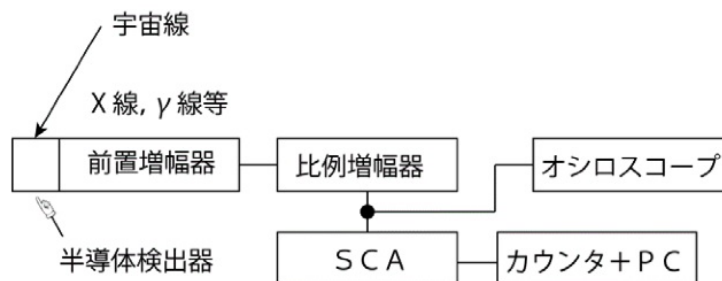 宇宙線
X線, γ線等
前置増幅器
比例増幅器
オシロスコープ
半導体検出器
SCA
カウンタ+PC